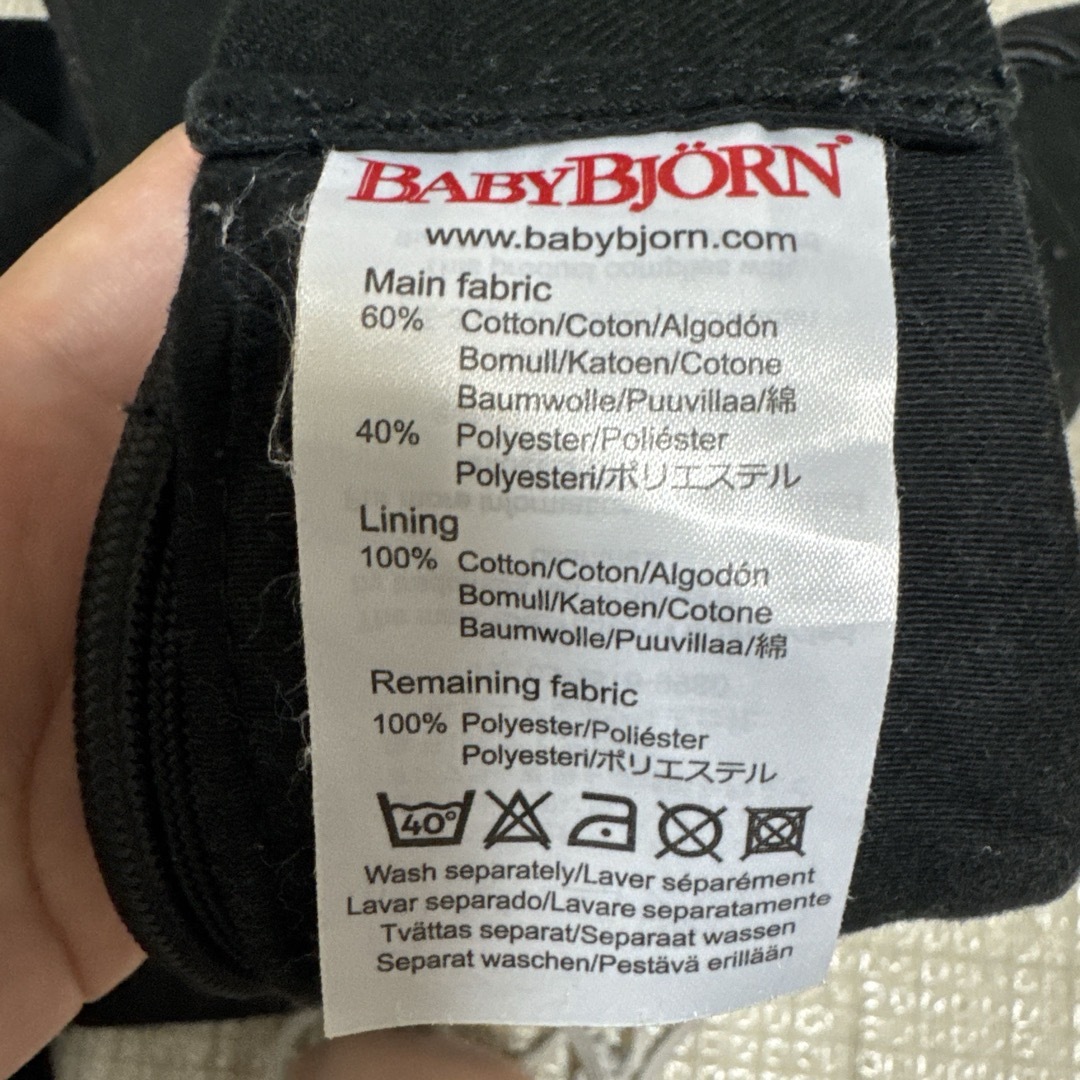 BABYBJÖRN
www.babybjorn.com
Main fabric
60% Cotton/Coton/Algodón
Bomull/Katoen/Cotone
Baumwolle/Puuvillaa/綿
40% Polyester/Poliéster
Polyesteri/ポリエステル
Lining
100% Cotton/Coton/Algodón
Bomull/Katoen/Cotone
Baumwolle/Puuvillaa/綿
Remaining fabric
100% Polyester/Poliéster
Polyesteri/ポリエステル
40°
Wash separately/Laver séparément
Lavar separado/Lavare separatamente
Tvättas separat/Separaat wassen
Separat waschen/Pestävä erillään